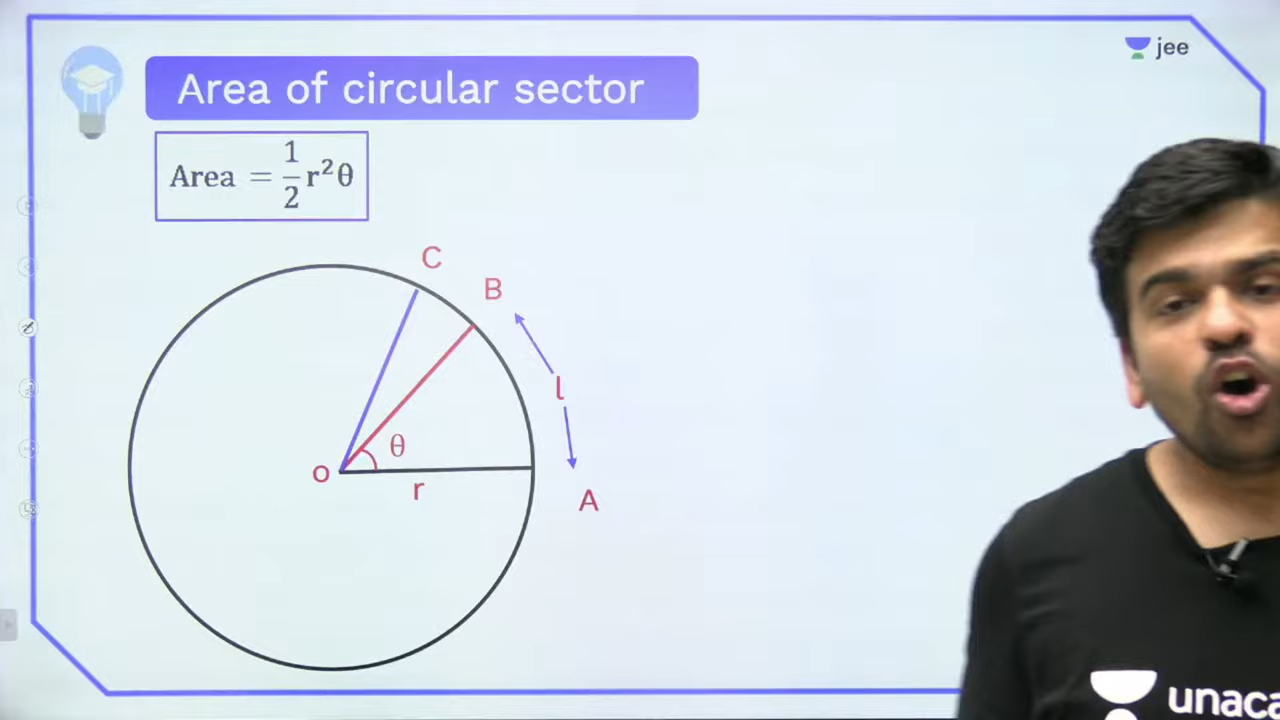 jee
Area of circular sector
Area = 1/2 r²θ
C
B
l
θ
O
r
A
unaca